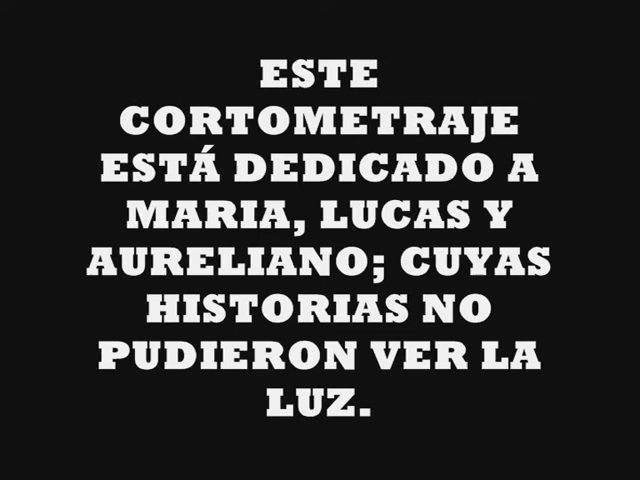 ESTE
CORTOMETRAJE
ESTÁ DEDICADO A
MARIA, LUCAS Y
AURELIANO; CUYAS
HISTORIAS NO
PUDIERON VER LA
LUZ.